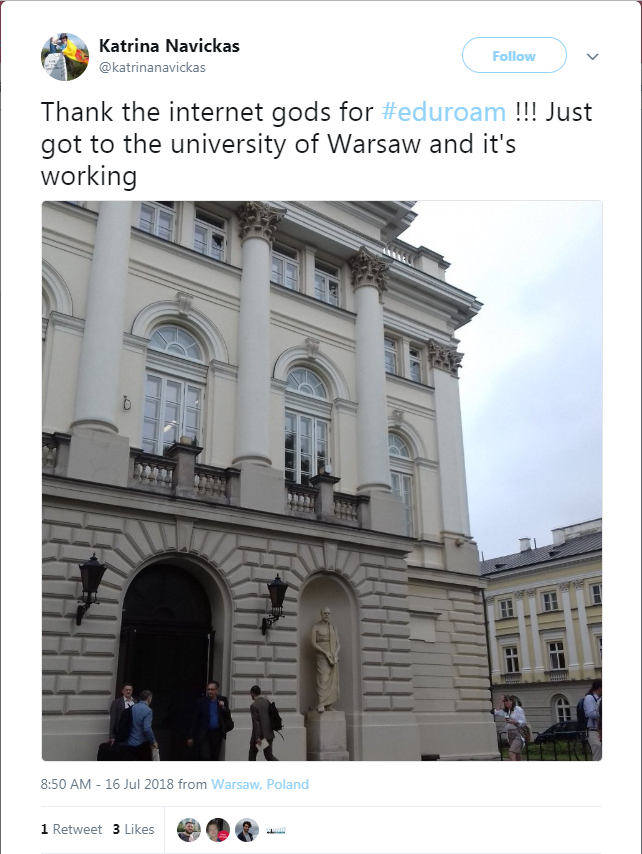 Katrina Navickas
@katrinanavickas
Follow
Thank the internet gods for #eduroam !!! Just
got to the university of Warsaw and it's
working
8:50 AM - 16 Jul 2018 from Warsaw, Poland
1 Retweet 3 Likes